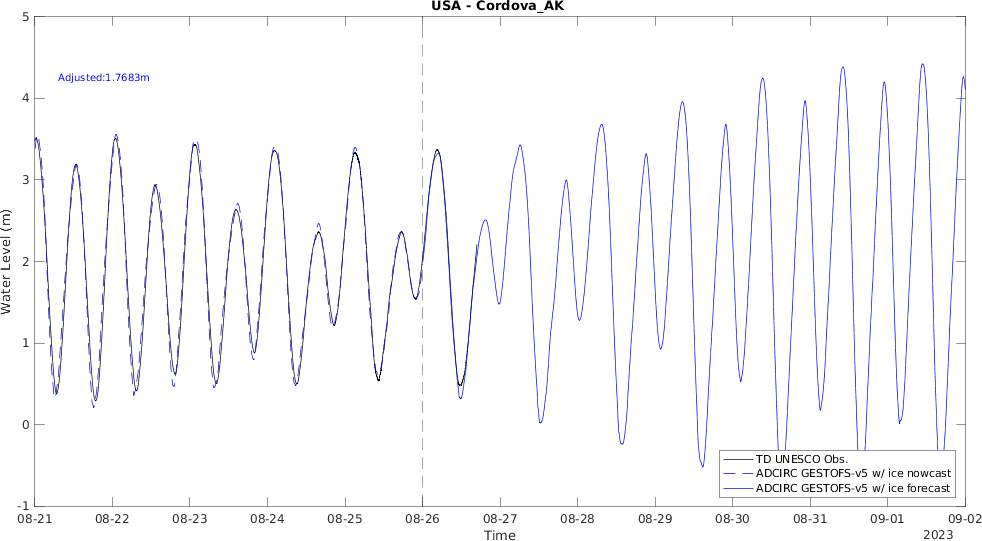 USA - Cordova_AK
Adjusted:1.7683m
Water Level (m)
5
4
3
2
1
0
-1
TD UNESCO Obs.
ADCIRC GESTOFS-v5 w/ ice nowcast
ADCIRC GESTOFS-v5 w/ ice forecast
08-21 08-22 08-23 08-24 08-25 08-26 08-27 08-28 08-29 08-30 08-31 09-01 09-02
Time
2023